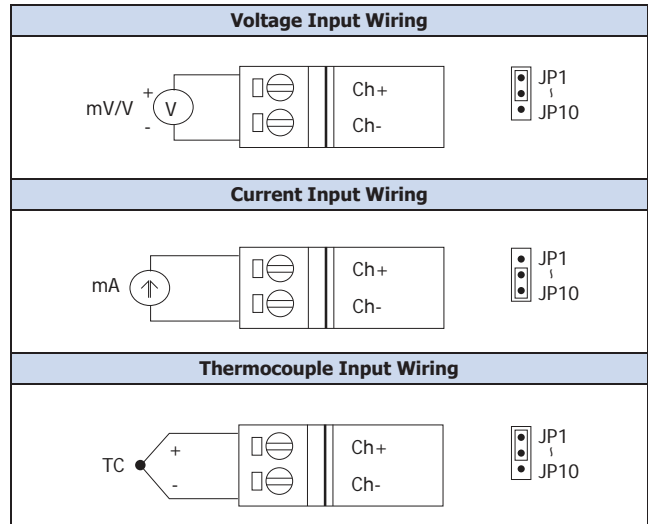 Voltage Input Wiring
mV/V
+
V
-
Ch+
Ch-
JP1
~
JP10
Current Input Wiring
mA
Ch+
Ch-
JP1
~
JP10
Thermocouple Input Wiring
TC
+
-
Ch+
Ch-
JP1
~
JP10